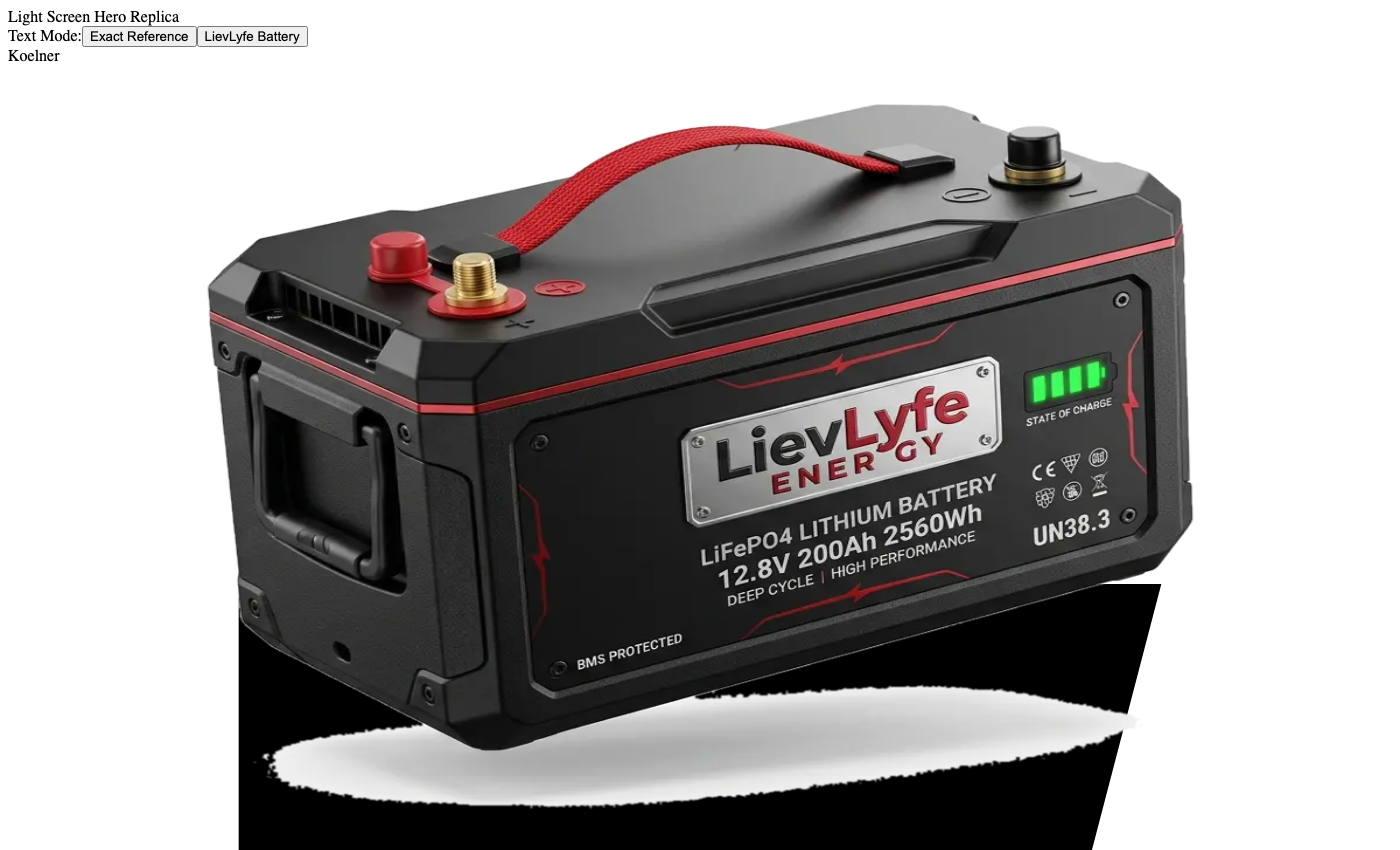 Light Screen Hero Replica
Text Mode: Exact Reference LievLyfe Battery
Koelner
LievLyfe
ENERGY
STATE OF CHARGE
CE
LiFePO4 LITHIUM BATTERY
12.8V 200Ah 2560Wh
DEEP CYCLE | HIGH PERFORMANCE
UN38.3
BMS PROTECTED